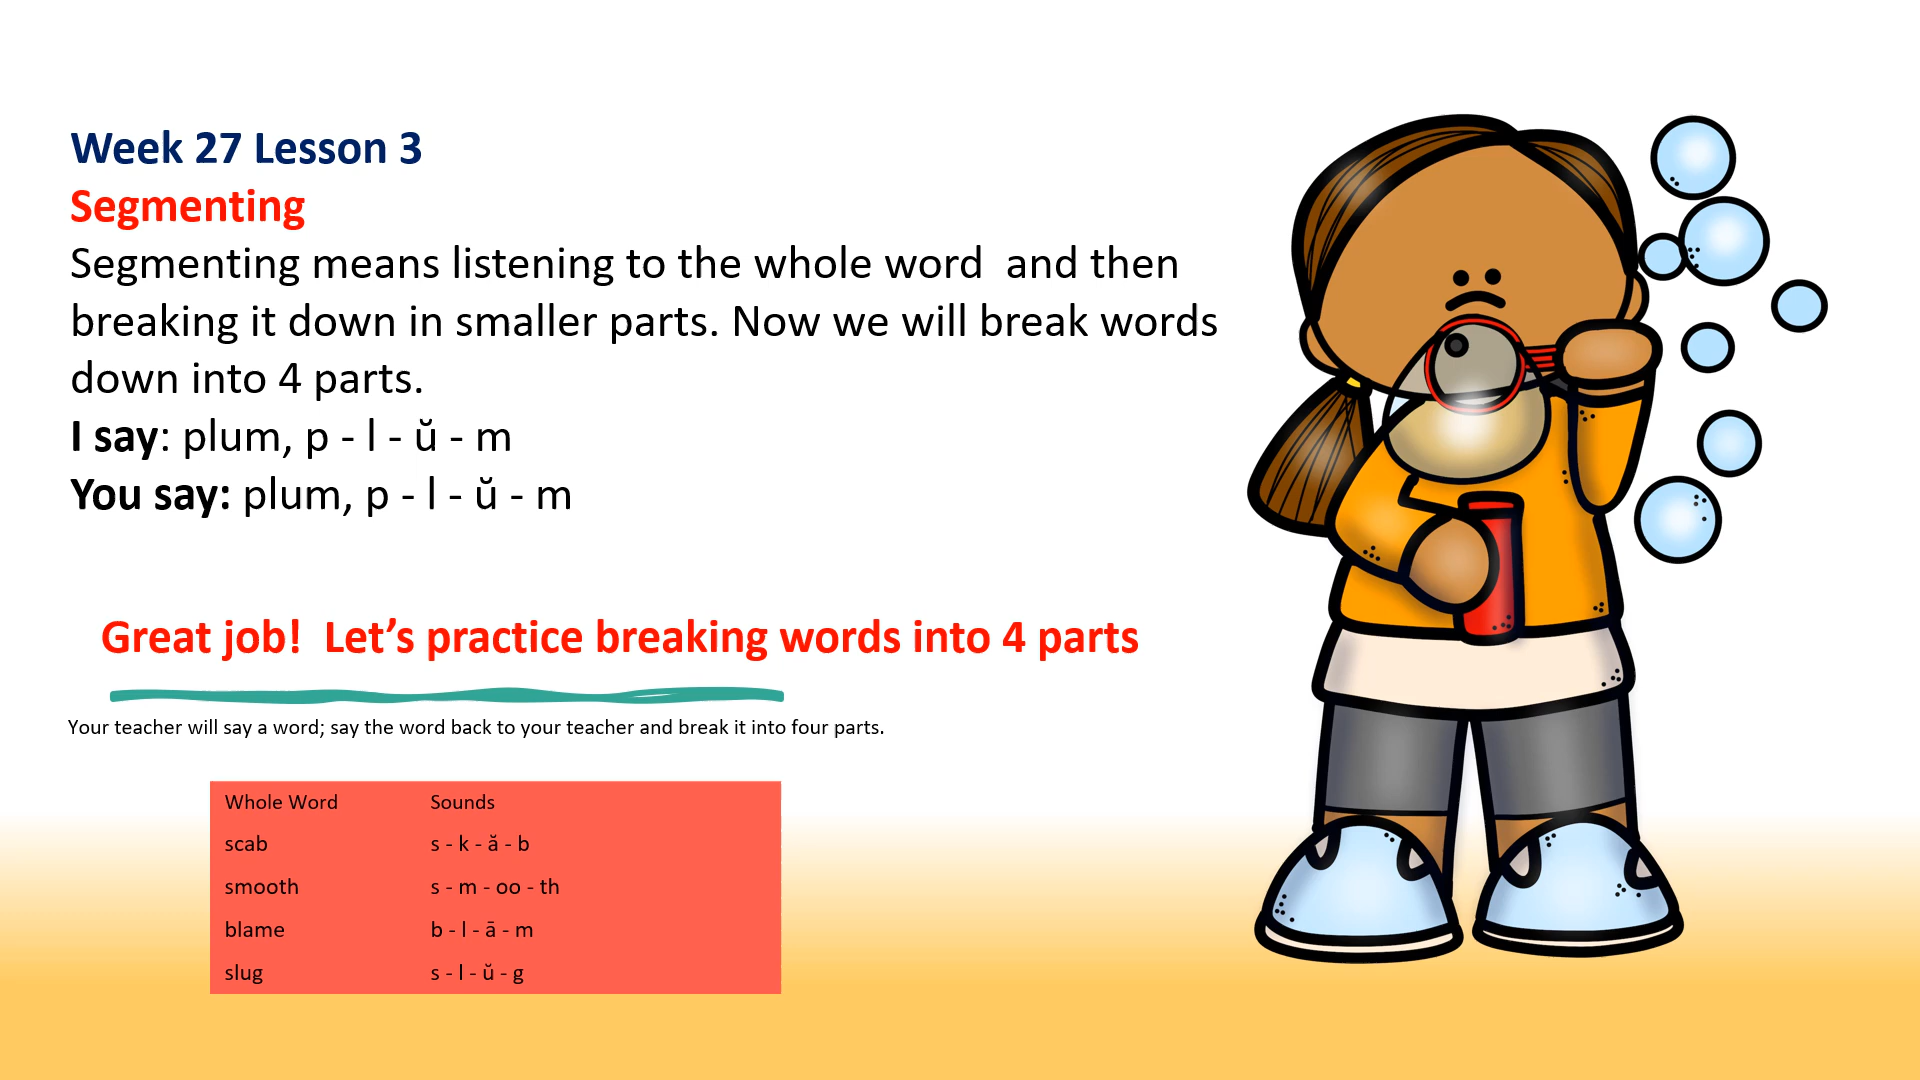 Week 27 Lesson 3
Segmenting
Segmenting means listening to the whole word  and then
breaking it down in smaller parts. Now we will break words
down into 4 parts.
I say: plum, p - l - ŭ - m
You say: plum, p - l - ŭ - m
Great job!  Let’s practice breaking words into 4 parts
Your teacher will say a word; say the word back to your teacher and break it into four parts.
Whole Word Sounds
scab s - k - ă - b
smooth s - m - oo - th
blame b - l - ā - m
slug s - l - ŭ - g